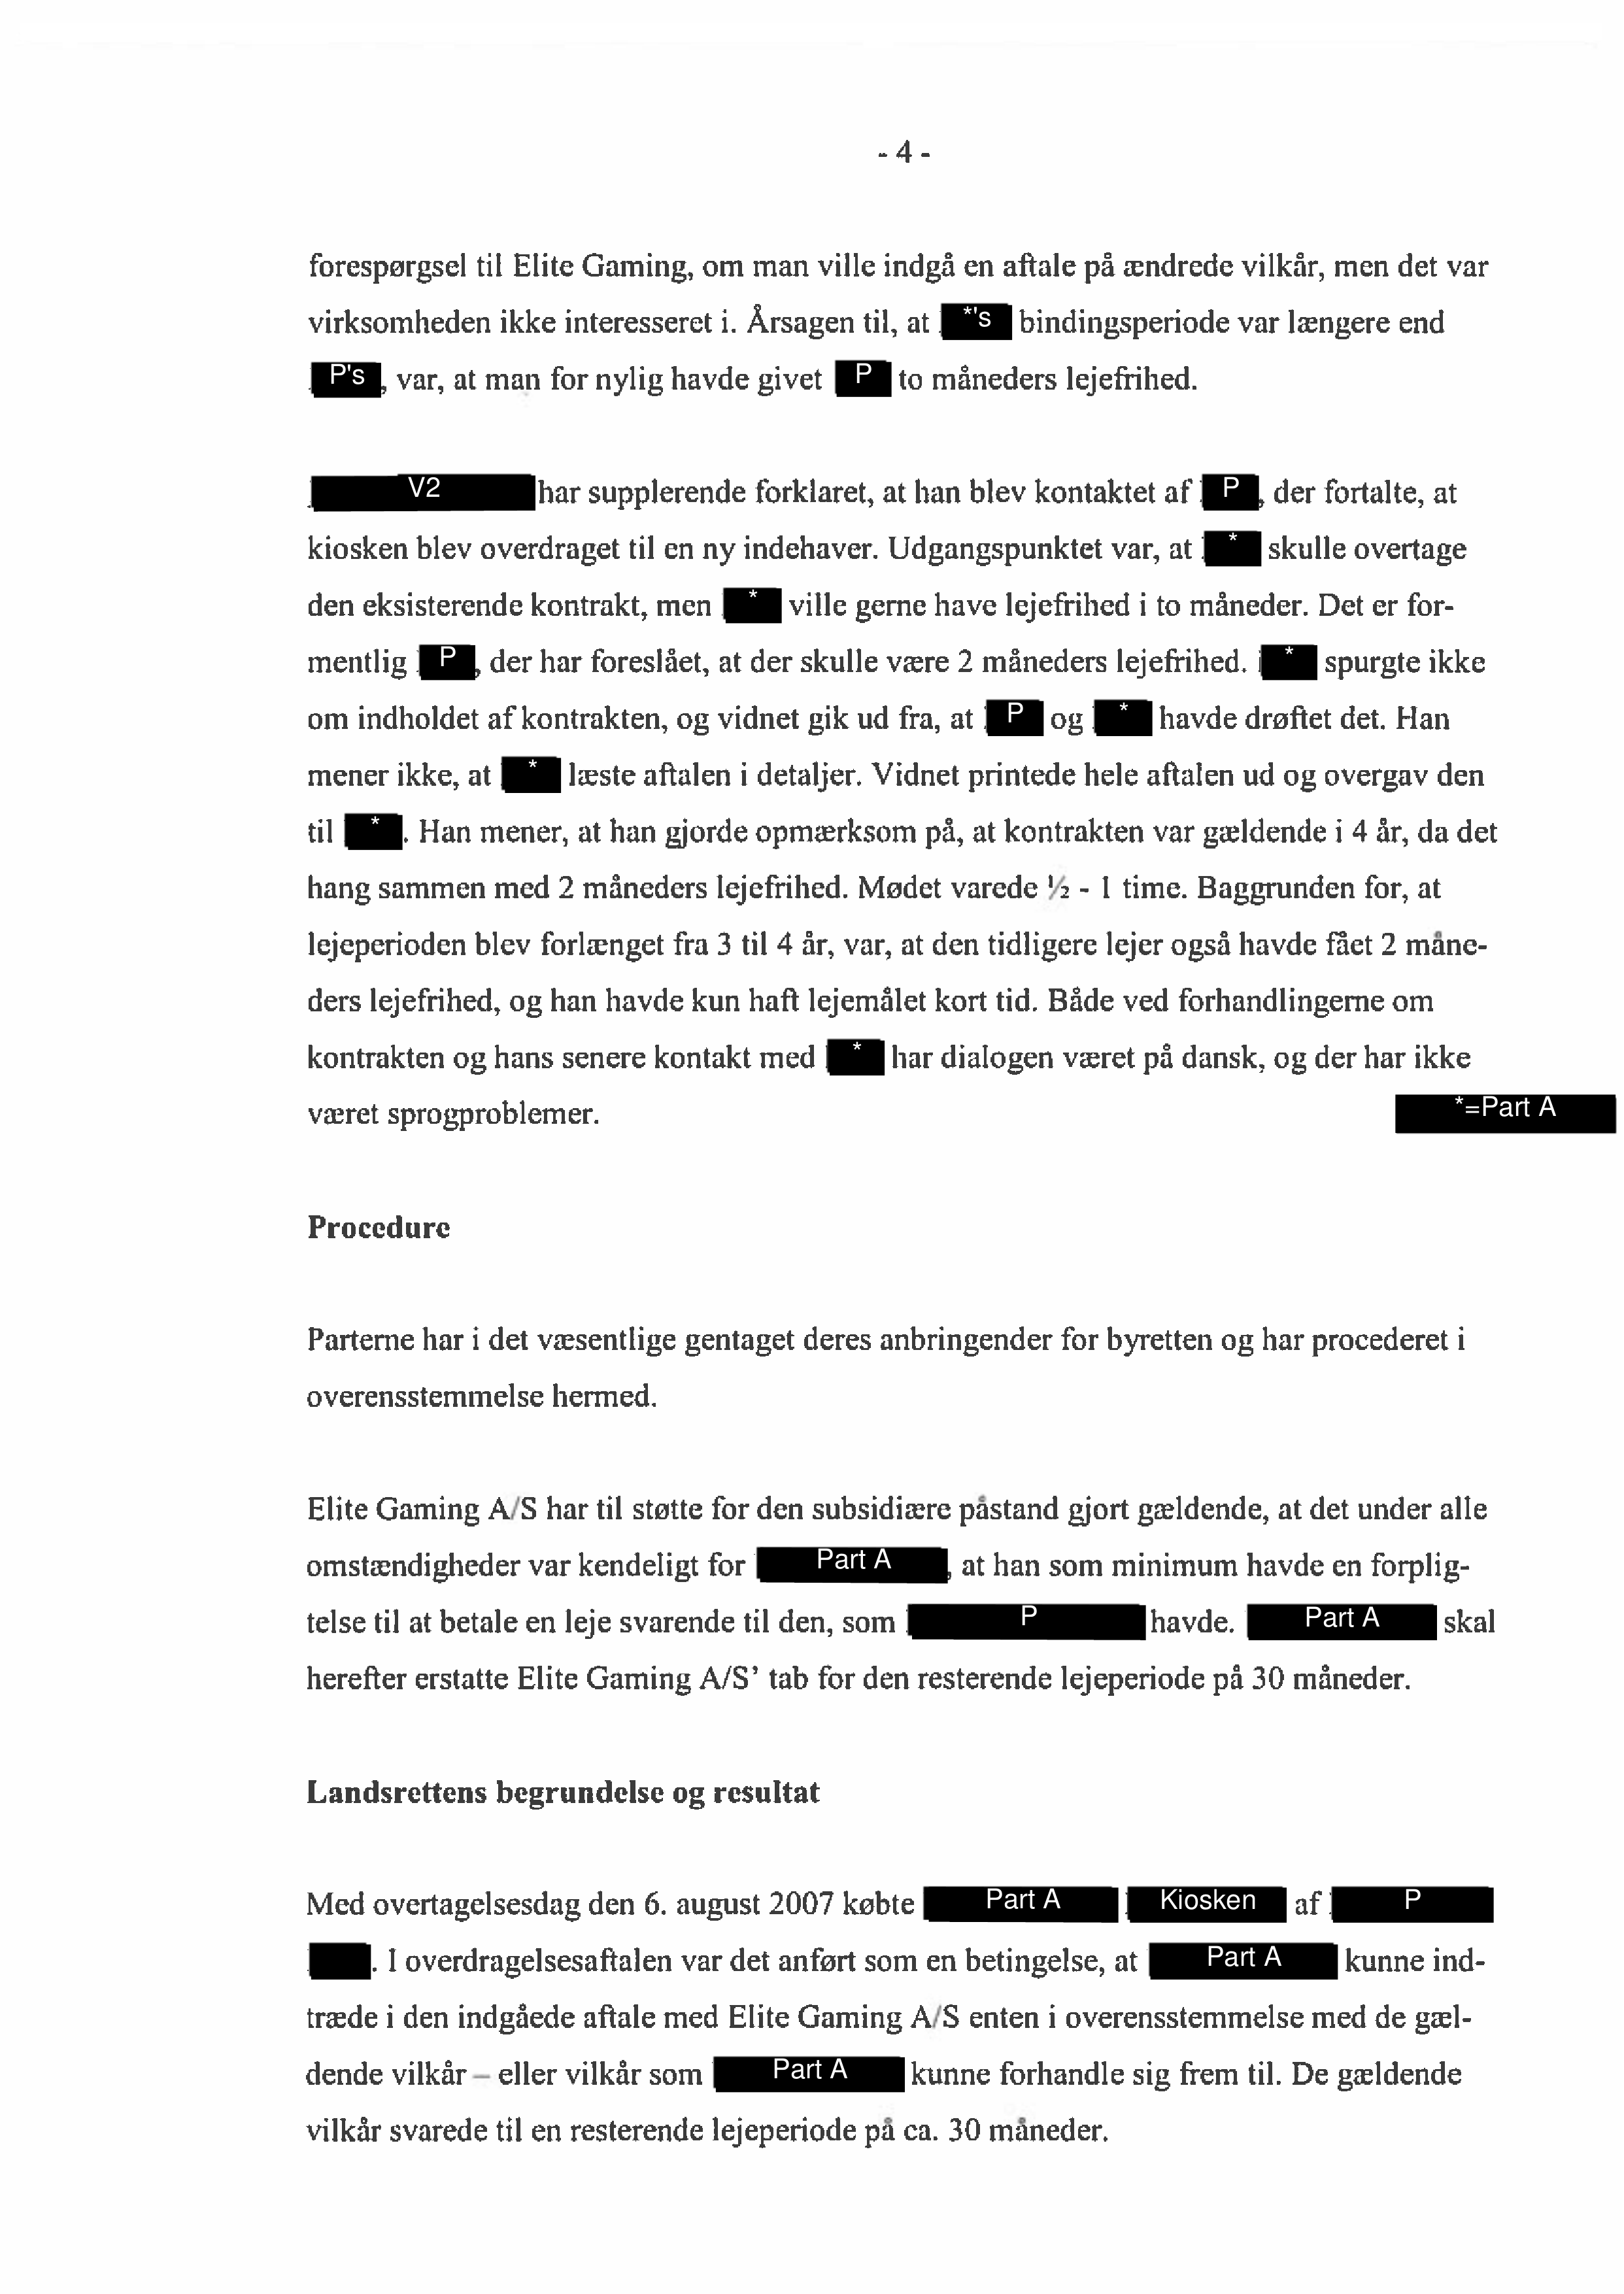 - 4 -
forespørgsel til Elite Gaming, om man ville indgå en aftale på ændrede vilkår, men det var
virksomheden ikke interesseret i. Årsagen til, at *'s bindingsperiode var længere end
P's, var, at man for nylig havde givet P to måneders lejefrihed.
V2 har supplerende forklaret, at han blev kontaktet af P, der fortalte, at
kiosken blev overdraget til en ny indehaver. Udgangspunktet var, at * skulle overtage
den eksisterende kontrakt, men * ville gerne have lejefrihed i to måneder. Det er for-
mentlig P, der har foreslået, at der skulle være 2 måneders lejefrihed. * spurgte ikke
om indholdet af kontrakten, og vidnet gik ud fra, at P og * havde drøftet det. Han
mener ikke, at * læste aftalen i detaljer. Vidnet printede hele aftalen ud og overgav den
til *. Han mener, at han gjorde opmærksom på, at kontrakten var gældende i 4 år, da det
hang sammen med 2 måneders lejefrihed. Mødet varede ½ - 1 time. Baggrunden for, at
lejeperioden blev forlænget fra 3 til 4 år, var, at den tidligere lejer også havde fået 2 måne-
ders lejefrihed, og han havde kun haft lejemålet kort tid. Både ved forhandlingerne om
kontrakten og hans senere kontakt med * har dialogen været på dansk, og der har ikke
været sprogproblemer. *=Part A
Procedure
Parterne har i det væsentlige gentaget deres anbringender for byretten og har procederet i
overensstemmelse hermed.
Elite Gaming A/S har til støtte for den subsidiære påstand gjort gældende, at det under alle
omstændigheder var kendeligt for Part A, at han som minimum havde en forplig-
telse til at betale en leje svarende til den, som P havde. Part A skal
herefter erstatte Elite Gaming A/S' tab for den resterende lejeperiode på 30 måneder.
Landsrettens begrundelse og resultat
Med overtagelsesdag den 6. august 2007 købte Part A Kiosken af P
. I overdragelsesaftalen var det anført som en betingelse, at Part A kunne ind-
træde i den indgåede aftale med Elite Gaming A/S enten i overensstemmelse med de gæl-
dende vilkår – eller vilkår som Part A kunne forhandle sig frem til. De gældende
vilkår svarede til en resterende lejeperiode på ca. 30 måneder.